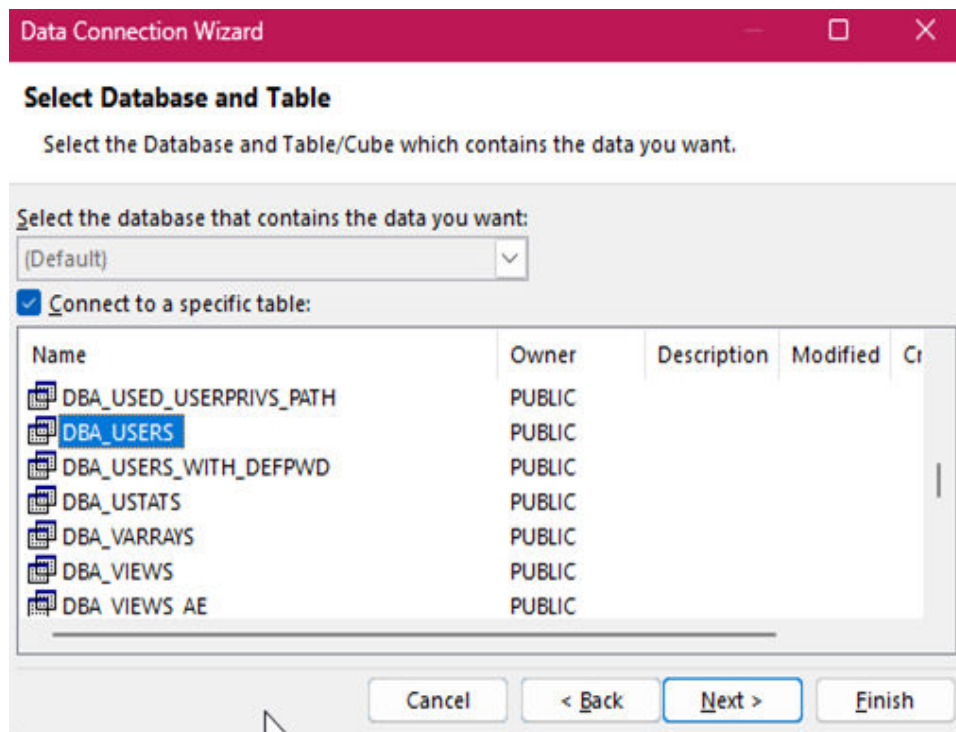 Data Connection Wizard
Select Database and Table
Select the Database and Table/Cube which contains the data you want.
Select the database that contains the data you want:
(Default)
Connect to a specific table:
Name Owner Description Modified Cr
DBA_USED_USERPRIVS_PATH PUBLIC
DBA_USERS PUBLIC
DBA_USERS_WITH_DEFPWD PUBLIC
DBA_USTATS PUBLIC
DBA_VARRAYS PUBLIC
DBA_VIEWS PUBLIC
DBA_VIEWS_AE PUBLIC
Cancel < Back Next > Finish